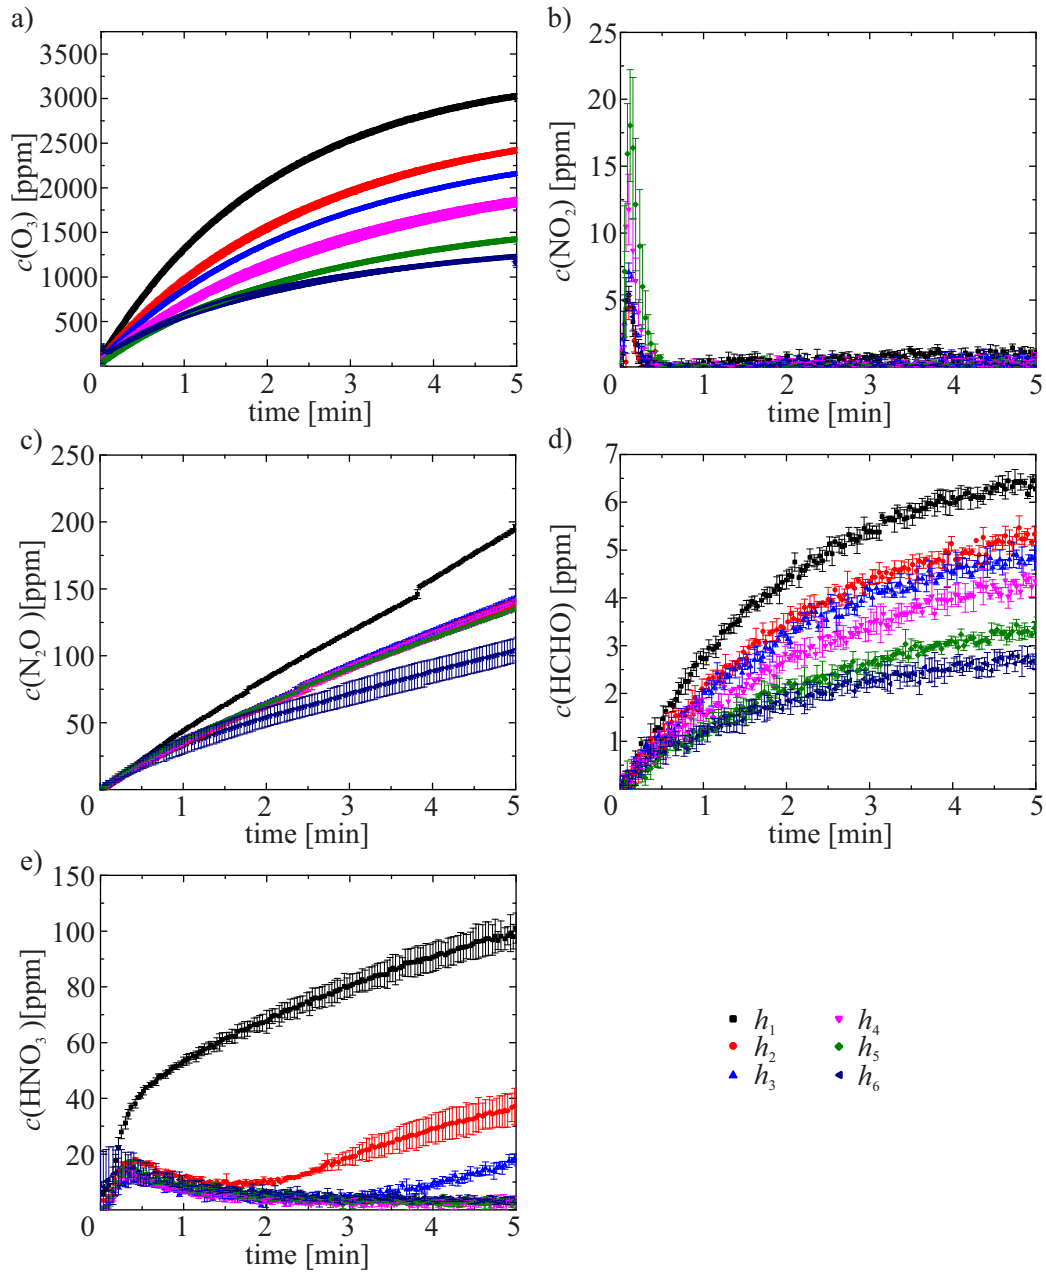 a)
c(O₃) [ppm]
3500
3000
2500
2000
1500
1000
500
0 1 2 3 4 5
time [min]
b)
c(NO₂) [ppm]
25
20
15
10
5
0 1 2 3 4 5
time [min]
c)
c(N₂O )[ppm]
250
200
150
100
50
0 1 2 3 4 5
time [min]
d)
c(HCHO) [ppm]
7
6
5
4
3
2
1
0 1 2 3 4 5
time [min]
e)
c(HNO₃)[ppm]
150
100
80
60
40
20
0 1 2 3 4 5
time [min]
h₁ h₄
h₂ h₅
h₃ h₆